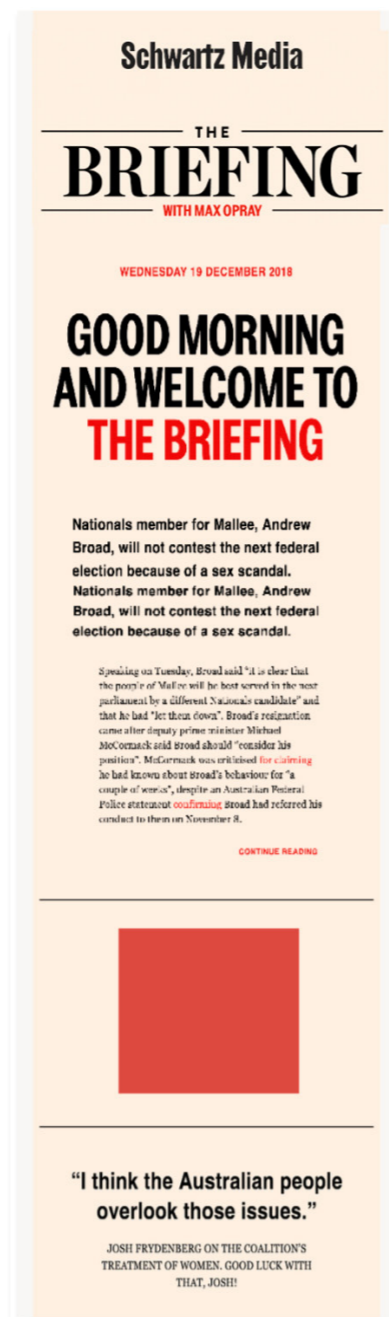 Schwartz Media
THE
BRIEFING
WITH MAX OPRAY
WEDNESDAY 19 DECEMBER 2018
GOOD MORNING
AND WELCOME TO
THE BRIEFING
Nationals member for Mallee, Andrew
Broad, will not contest the next federal
election because of a sex scandal.
Nationals member for Mallee, Andrew
Broad, will not contest the next federal
election because of a sex scandal.
Speaking on Tuesday, Broad said “it is clear that
the people of Mallee will be best served in the next
parliament by a different Nationals candidate” and
that he had “let them down”. Broad’s resignation
came after deputy prime minister Michael
McCormack said Broad should “consider his
position”. McCormack was criticised for claiming
he had known about Broad’s behaviour for “a
couple of weeks”, despite an Australian Federal
Police statement confirming Broad had referred his
conduct to them on November 8.
CONTINUE READING
“I think the Australian people
overlook those issues.”
JOSH FRYDENBERG ON THE COALITION’S
TREATMENT OF WOMEN. GOOD LUCK WITH
THAT, JOSH!